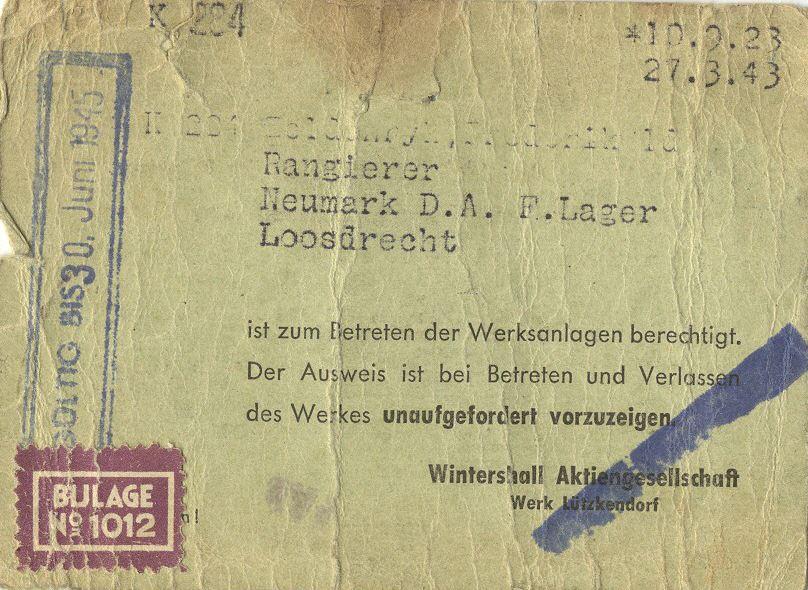 K 284
*10.9.23
27.3.43
K 284
Rangierer
Neumark D.A. F.Lager
Loosdrecht
ist zum Betreten der Werksanlagen berechtigt.
Der Ausweis ist bei Betreten und Verlassen
des Werkes unaufgefordert vorzuzeigen.
Wintershall Aktiengesellschaft
Werk Lützkendorf
BIS 30. Juni 1945
BIJLAGE
No 1012